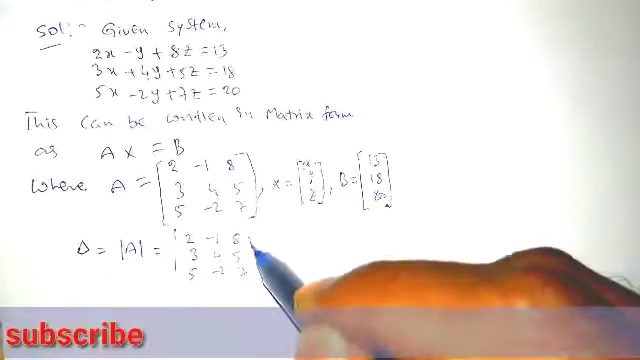 Sol:- Given System,
2x - y + 8z = 13
3x + 4y + 5z = 18
5x - 2y + 7z = 20
This Can be written in Matrix form
as AX = B
where A = [2 -1 8
3 4 5
5 -2 7], X = [x
y
z], B = [13
18
20]
Δ = |A| = | 2 -1 8
3 4 5
5 -2 7
subscribe